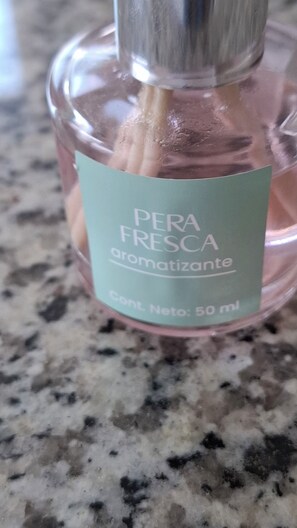 PERA
FRESCA
aromatizante
Cont. Neto: 50 ml